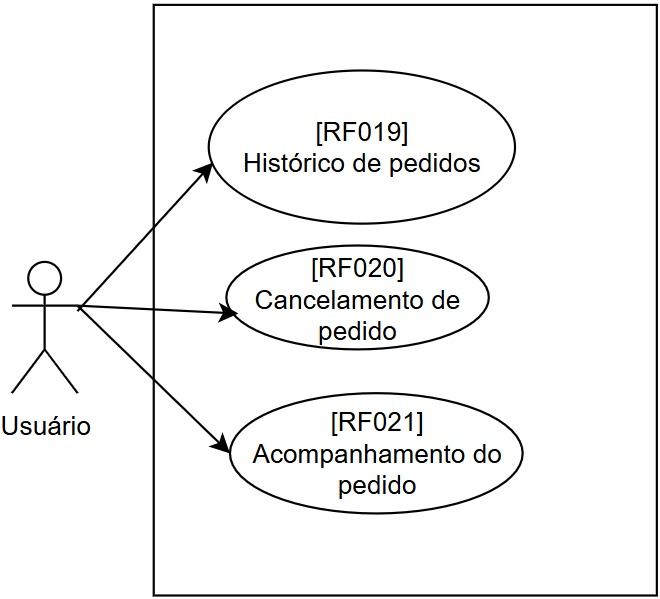 [RF019]
Histórico de pedidos
[RF020]
Cancelamento de
pedido
Usuário
[RF021]
Acompanhamento do
pedido